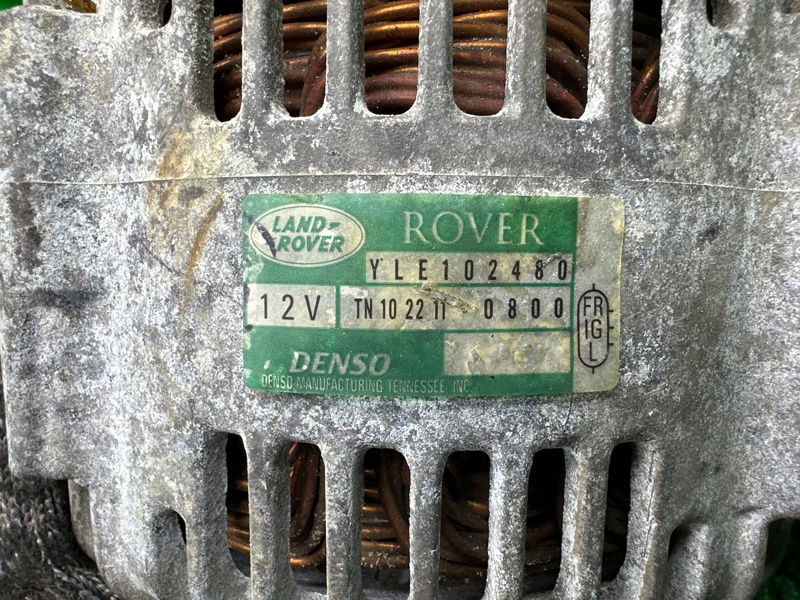 LAND-
ROVER
ROVER
YLE102480
12V
TN 10 22 11 0800
DENSO
DENSO MANUFACTURING TENNESSEE INC
FR
IG
L